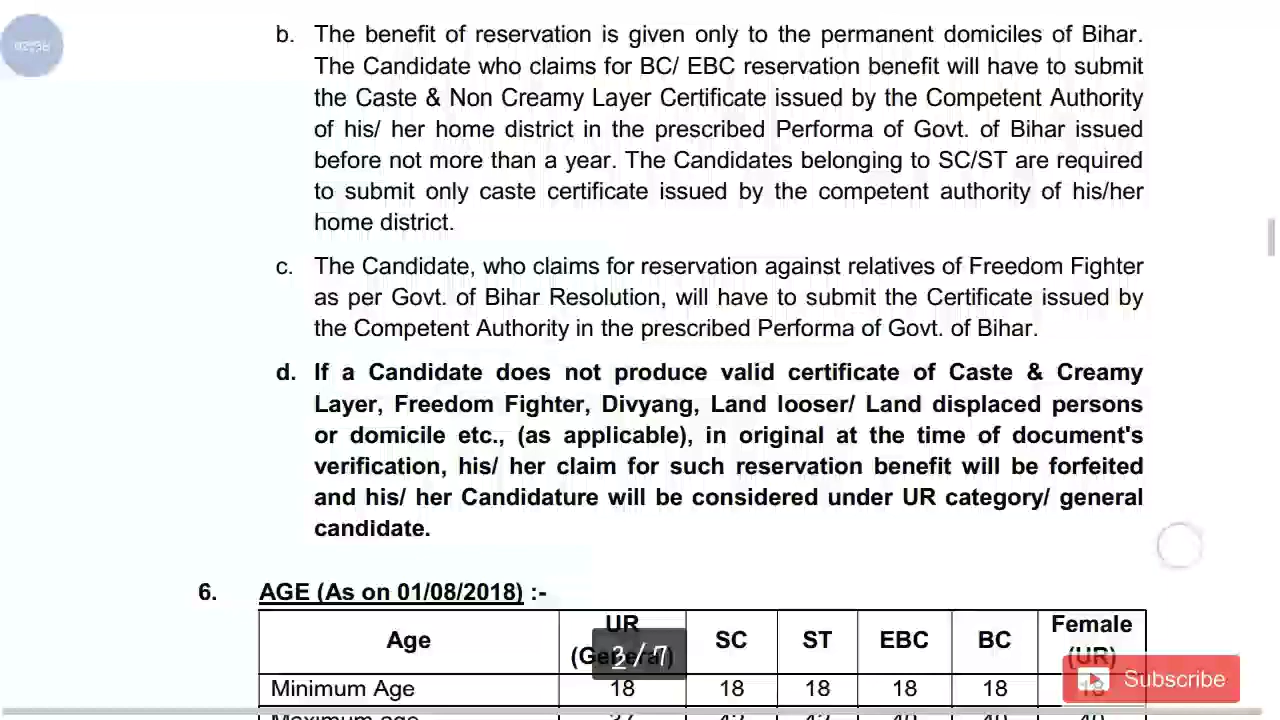 02:38
b. The benefit of reservation is given only to the permanent domiciles of Bihar.
The Candidate who claims for BC/ EBC reservation benefit will have to submit
the Caste & Non Creamy Layer Certificate issued by the Competent Authority
of his/ her home district in the prescribed Performa of Govt. of Bihar issued
before not more than a year. The Candidates belonging to SC/ST are required
to submit only caste certificate issued by the competent authority of his/her
home district.
c. The Candidate, who claims for reservation against relatives of Freedom Fighter
as per Govt. of Bihar Resolution, will have to submit the Certificate issued by
the Competent Authority in the prescribed Performa of Govt. of Bihar.
d. If a Candidate does not produce valid certificate of Caste & Creamy
Layer, Freedom Fighter, Divyang, Land looser/ Land displaced persons
or domicile etc., (as applicable), in original at the time of document's
verification, his/ her claim for such reservation benefit will be forfeited
and his/ her Candidature will be considered under UR category/ general
candidate.
6. AGE (As on 01/08/2018) :-
Age UR (General) SC ST EBC BC Female (UR)
3/7
Subscribe
Minimum Age 18 18 18 18 18 18
Maximum age